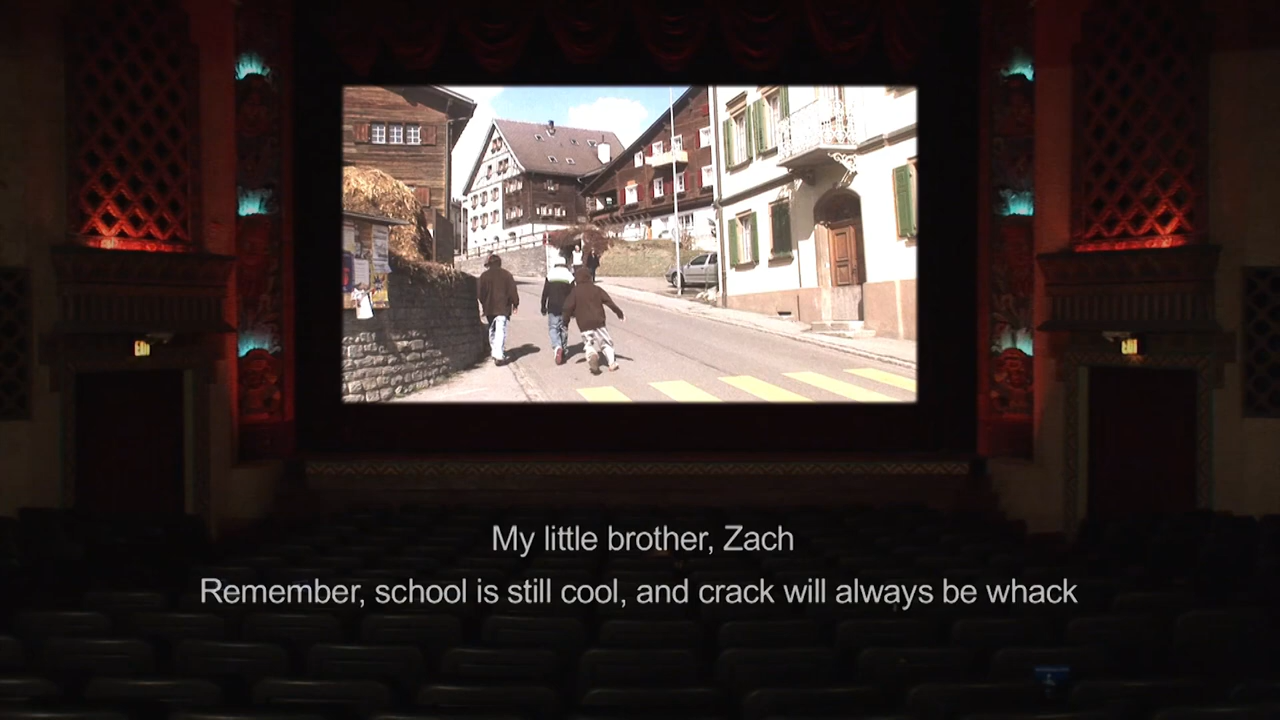 My little brother, Zach
Remember, school is still cool, and crack will always be whack